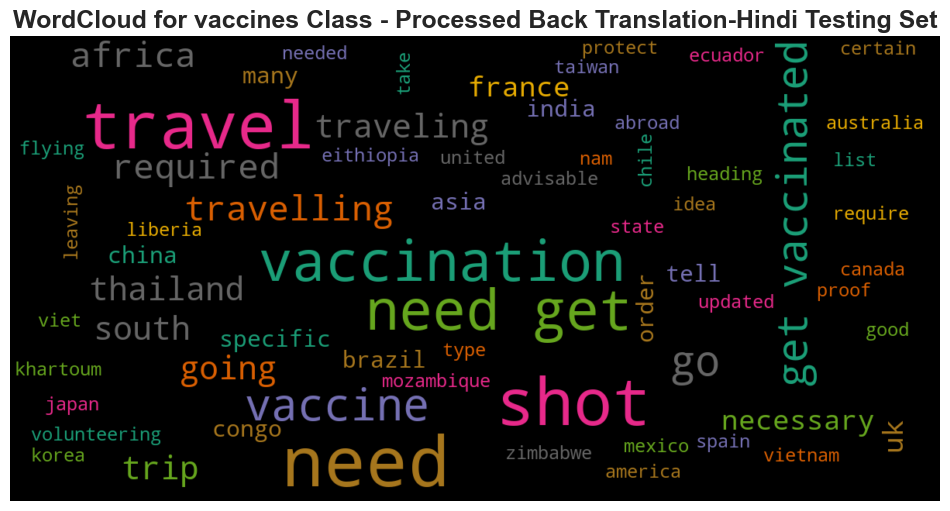 WordCloud for vaccines Class - Processed Back Translation-Hindi Testing Set
africa
needed
take
protect
ecuador
certain
many
taiwan
france
india
travel
traveling
abroad
get vaccinated
australia
flying
required
eithiopia
united
nam
chile
list
advisable
heading
leaving
travelling
asia
idea
require
liberia
state
china
vaccination
tell
canada
thailand
need get
order
updated
proof
viet
south
specific
good
khartoum
going
brazil
type
go
mozambique
japan
vaccine
shot
necessary
volunteering
congo
uk
korea
trip
need
zimbabwe
mexico
spain
vietnam
america